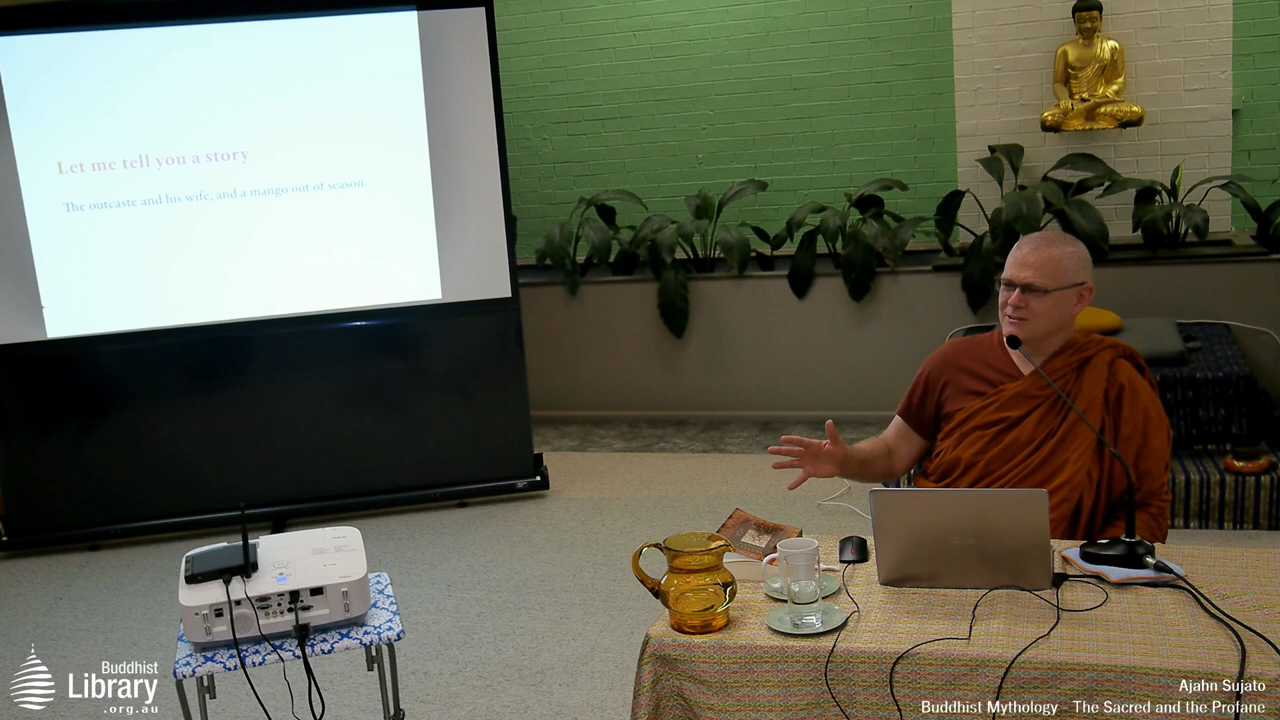 Let me tell you a story
The outcaste and his wife, and a mango out of season.
Buddhist
Library
.org.au
Ajahn Sujato
Buddhist Mythology The Sacred and the Profane